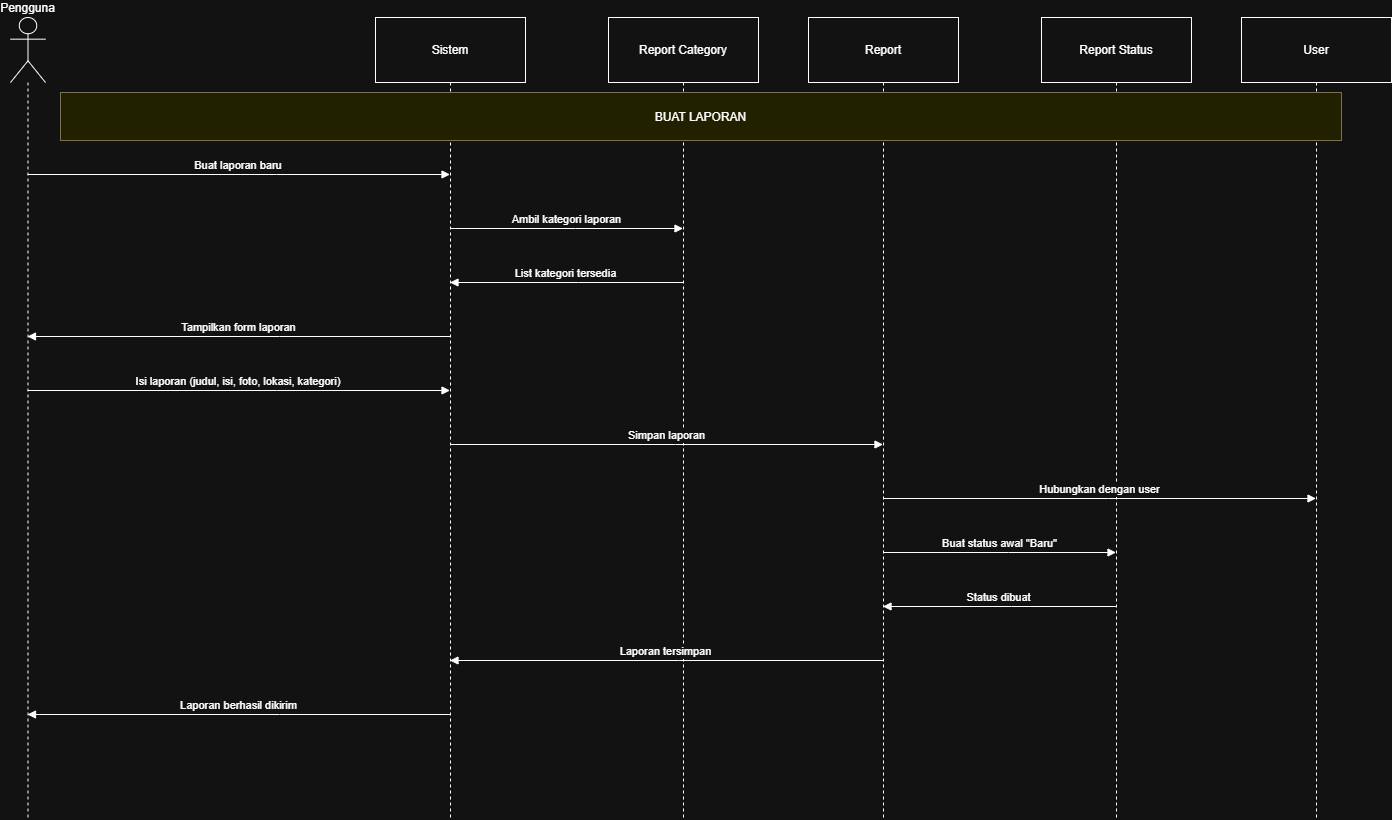 Pengguna
Sistem
Report Category
Report
Report Status
User
BUAT LAPORAN
Buat laporan baru
Ambil kategori laporan
List kategori tersedia
Tampilkan form laporan
Isi laporan (judul, isi, foto, lokasi, kategori)
Simpan laporan
Hubungkan dengan user
Buat status awal "Baru"
Status dibuat
Laporan tersimpan
Laporan berhasil dikirim